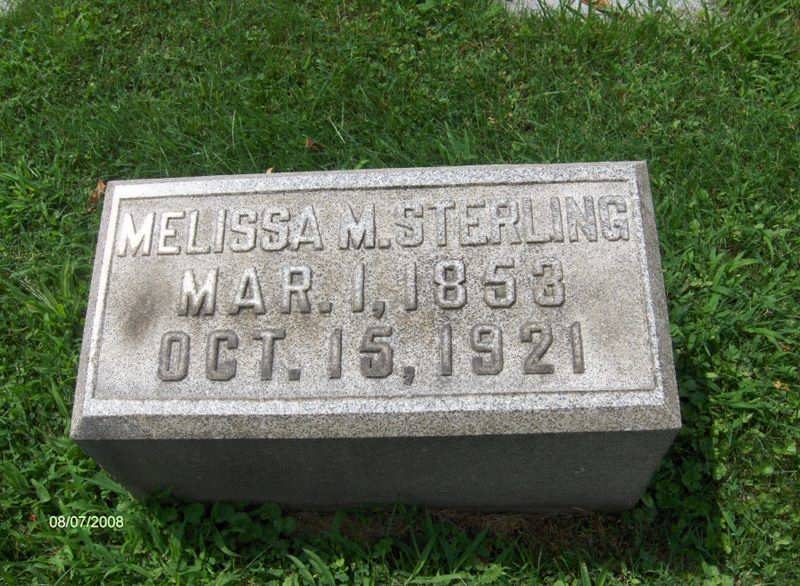 MELISSA M. STERLING
MAR. 1, 1853
OCT. 15, 1921
08/07/2008